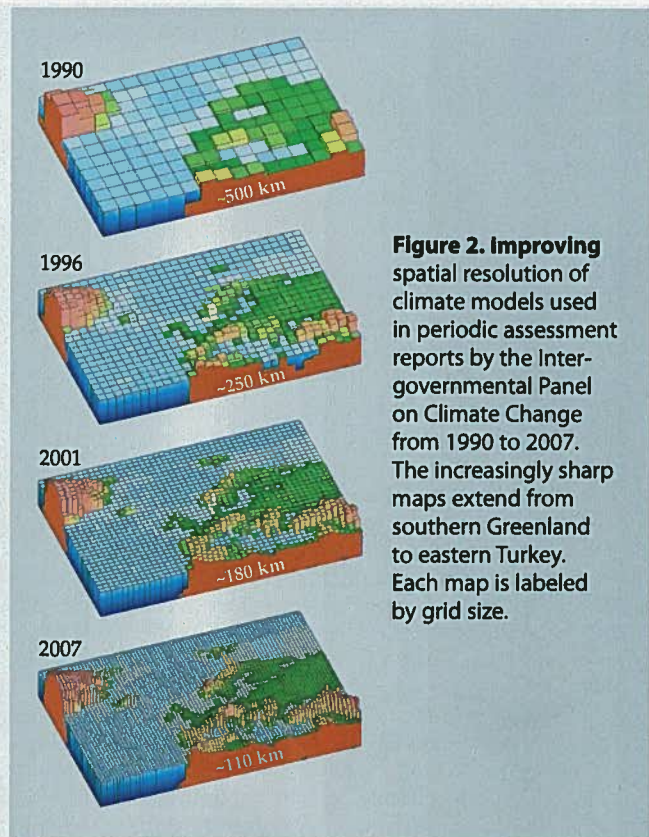 1990
~500 km
1996
~250 km
2001
~180 km
2007
~110 km
Figure 2. Improving
spatial resolution of
climate models used
in periodic assessment
reports by the Inter-
governmental Panel
on Climate Change
from 1990 to 2007.
The increasingly sharp
maps extend from
southern Greenland
to eastern Turkey.
Each map is labeled
by grid size.